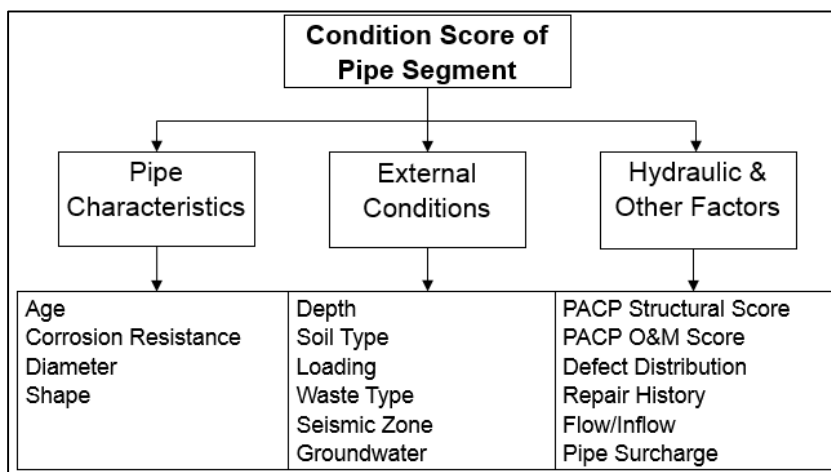 Condition Score of
Pipe Segment
Pipe
Characteristics
External
Conditions
Hydraulic &
Other Factors
Age
Corrosion Resistance
Diameter
Shape
Depth
Soil Type
Loading
Waste Type
Seismic Zone
Groundwater
PACP Structural Score
PACP O&M Score
Defect Distribution
Repair History
Flow/Inflow
Pipe Surcharge